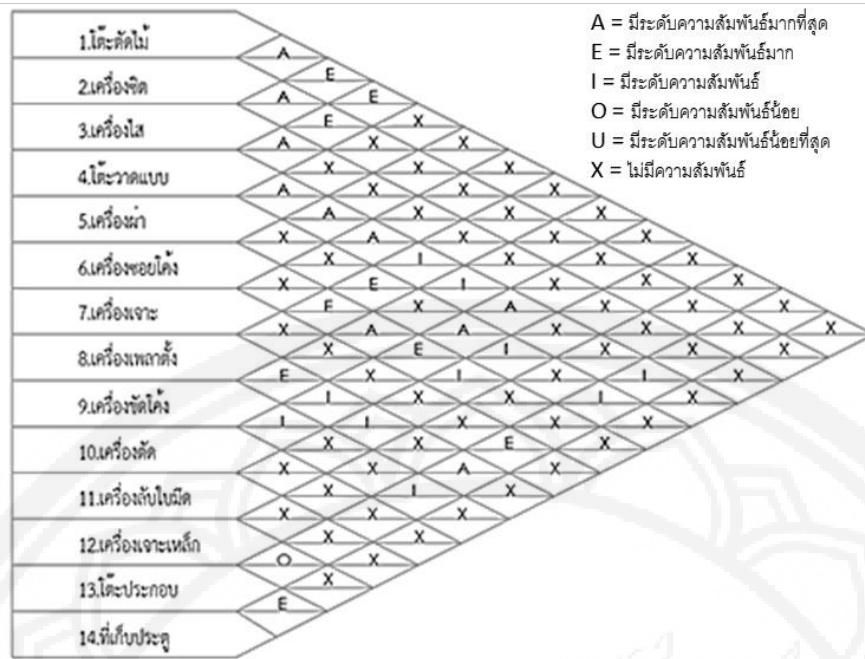 1.โต๊ะตัดไม้
A = มีระดับความสัมพันธ์มากที่สุด
E = มีระดับความสัมพันธ์มาก
I = มีระดับความสัมพันธ์
O = มีระดับความสัมพันธ์น้อย
U = มีระดับความสัมพันธ์น้อยที่สุด
X = ไม่มีความสัมพันธ์
A
E
2.เครื่องชิต
A E
E X
3.เครื่องไส
A X X
X X X
4.โต๊ะวาดแบบ
A X X X
A X X X
5.เครื่องผ่า
X A X X X
X I X X X
6.เครื่องซอยโค้ง
X E I X X X
E X A X X X
7.เครื่องเจาะ
X A A X X X X
X E I X X X
8.เครื่องเพลาตั้ง
E X I X I X
I X X I X
9.เครื่องขัดโค้ง
I I X X X
X X E X
10.เครื่องดัด
X X A X
X I X
11.เครื่องลับใบมีด
X X X
X X
12.เครื่องเจาะเหล็ก
O X
X
13.โต๊ะประกอบ
E
14.ที่เก็บประตู